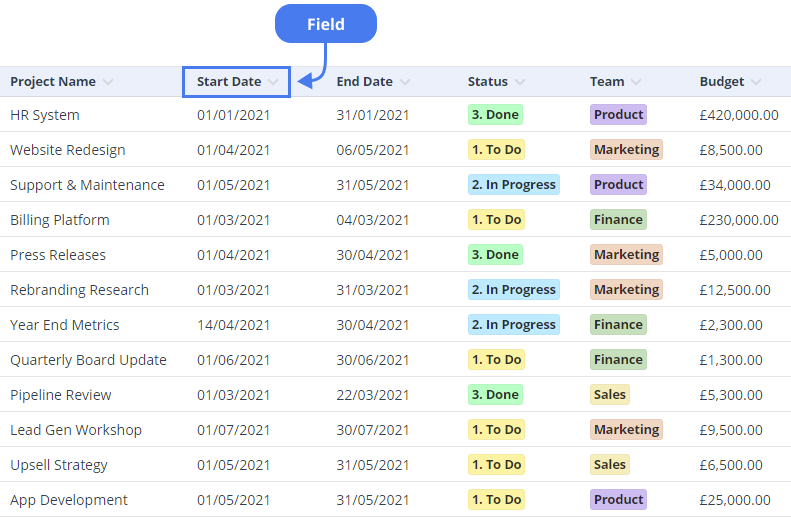 Field
Project Name Start Date End Date Status Team Budget
HR System 01/01/2021 31/01/2021 3. Done Product £420,000.00
Website Redesign 01/04/2021 06/05/2021 1. To Do Marketing £8,500.00
Support & Maintenance 01/05/2021 31/05/2021 2. In Progress Product £34,000.00
Billing Platform 01/03/2021 04/03/2021 1. To Do Finance £230,000.00
Press Releases 01/04/2021 30/04/2021 3. Done Marketing £5,000.00
Rebranding Research 01/03/2021 31/03/2021 2. In Progress Marketing £12,500.00
Year End Metrics 14/04/2021 30/04/2021 2. In Progress Finance £2,300.00
Quarterly Board Update 01/06/2021 30/06/2021 1. To Do Finance £1,300.00
Pipeline Review 01/03/2021 22/03/2021 3. Done Sales £5,300.00
Lead Gen Workshop 01/07/2021 30/07/2021 1. To Do Marketing £9,500.00
Upsell Strategy 01/05/2021 31/05/2021 1. To Do Sales £6,500.00
App Development 01/05/2021 31/05/2021 1. To Do Product £25,000.00